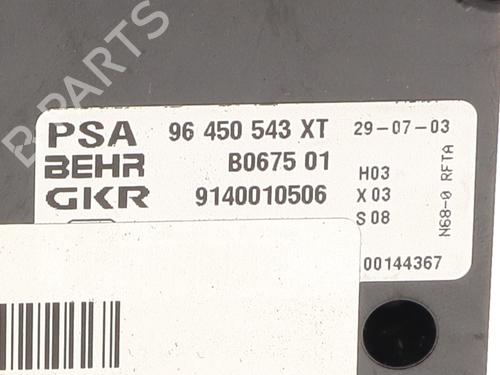 B-PARTS
PSA 96 450 543 XT 29-07-03
BEHR B0675 01 H03
GKR 9140010506 X 03
S 08
N68-0 RFTA
00144367